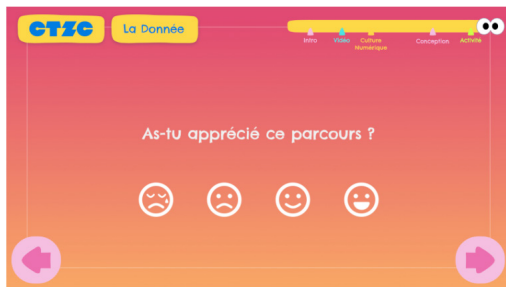 CTZC
La Donnée
Intro
Vidéo
Culture
Numérique
Conception
Activité
As-tu apprécié ce parcours ?